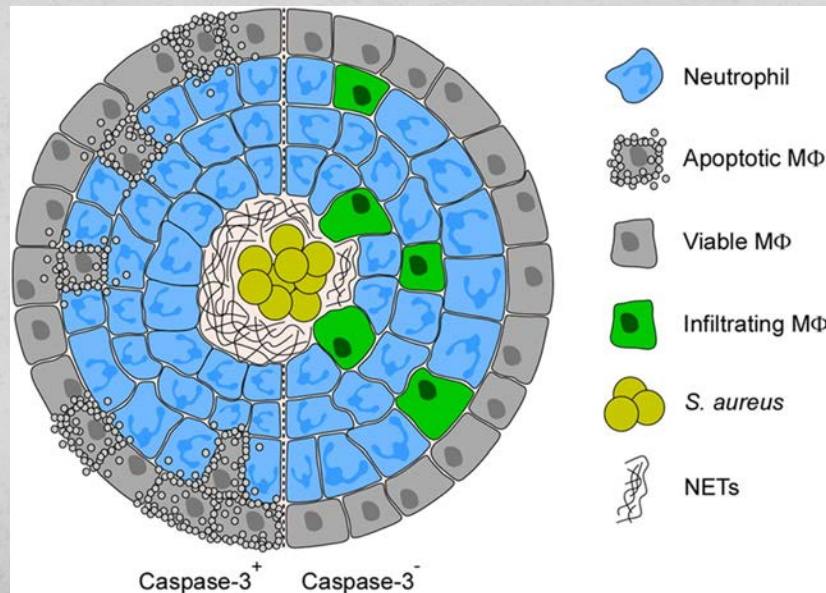 Neutrophil
Apoptotic MΦ
Viable MΦ
Infiltrating MΦ
S. aureus
NETs
Caspase-3⁺ Caspase-3⁻